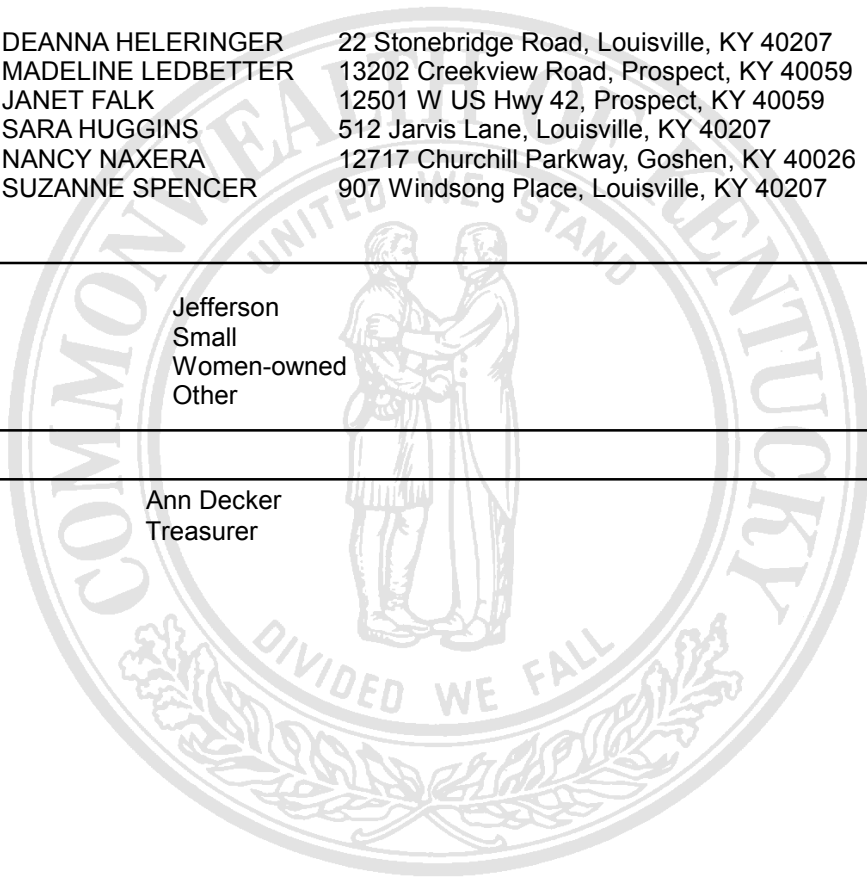 DEANNA HELERINGER 22 Stonebridge Road, Louisville, KY 40207
MADELINE LEDBETTER 13202 Creekview Road, Prospect, KY 40059
JANET FALK 12501 W US Hwy 42, Prospect, KY 40059
SARA HUGGINS 512 Jarvis Lane, Louisville, KY 40207
NANCY NAXERA 12717 Churchill Parkway, Goshen, KY 40026
SUZANNE SPENCER 907 Windsong Place, Louisville, KY 40207
Jefferson
Small
Women-owned
Other
Ann Decker
Treasurer
COMMONWEALTH OF KENTUCKY
UNITED WE STAND
DIVIDED WE FALL